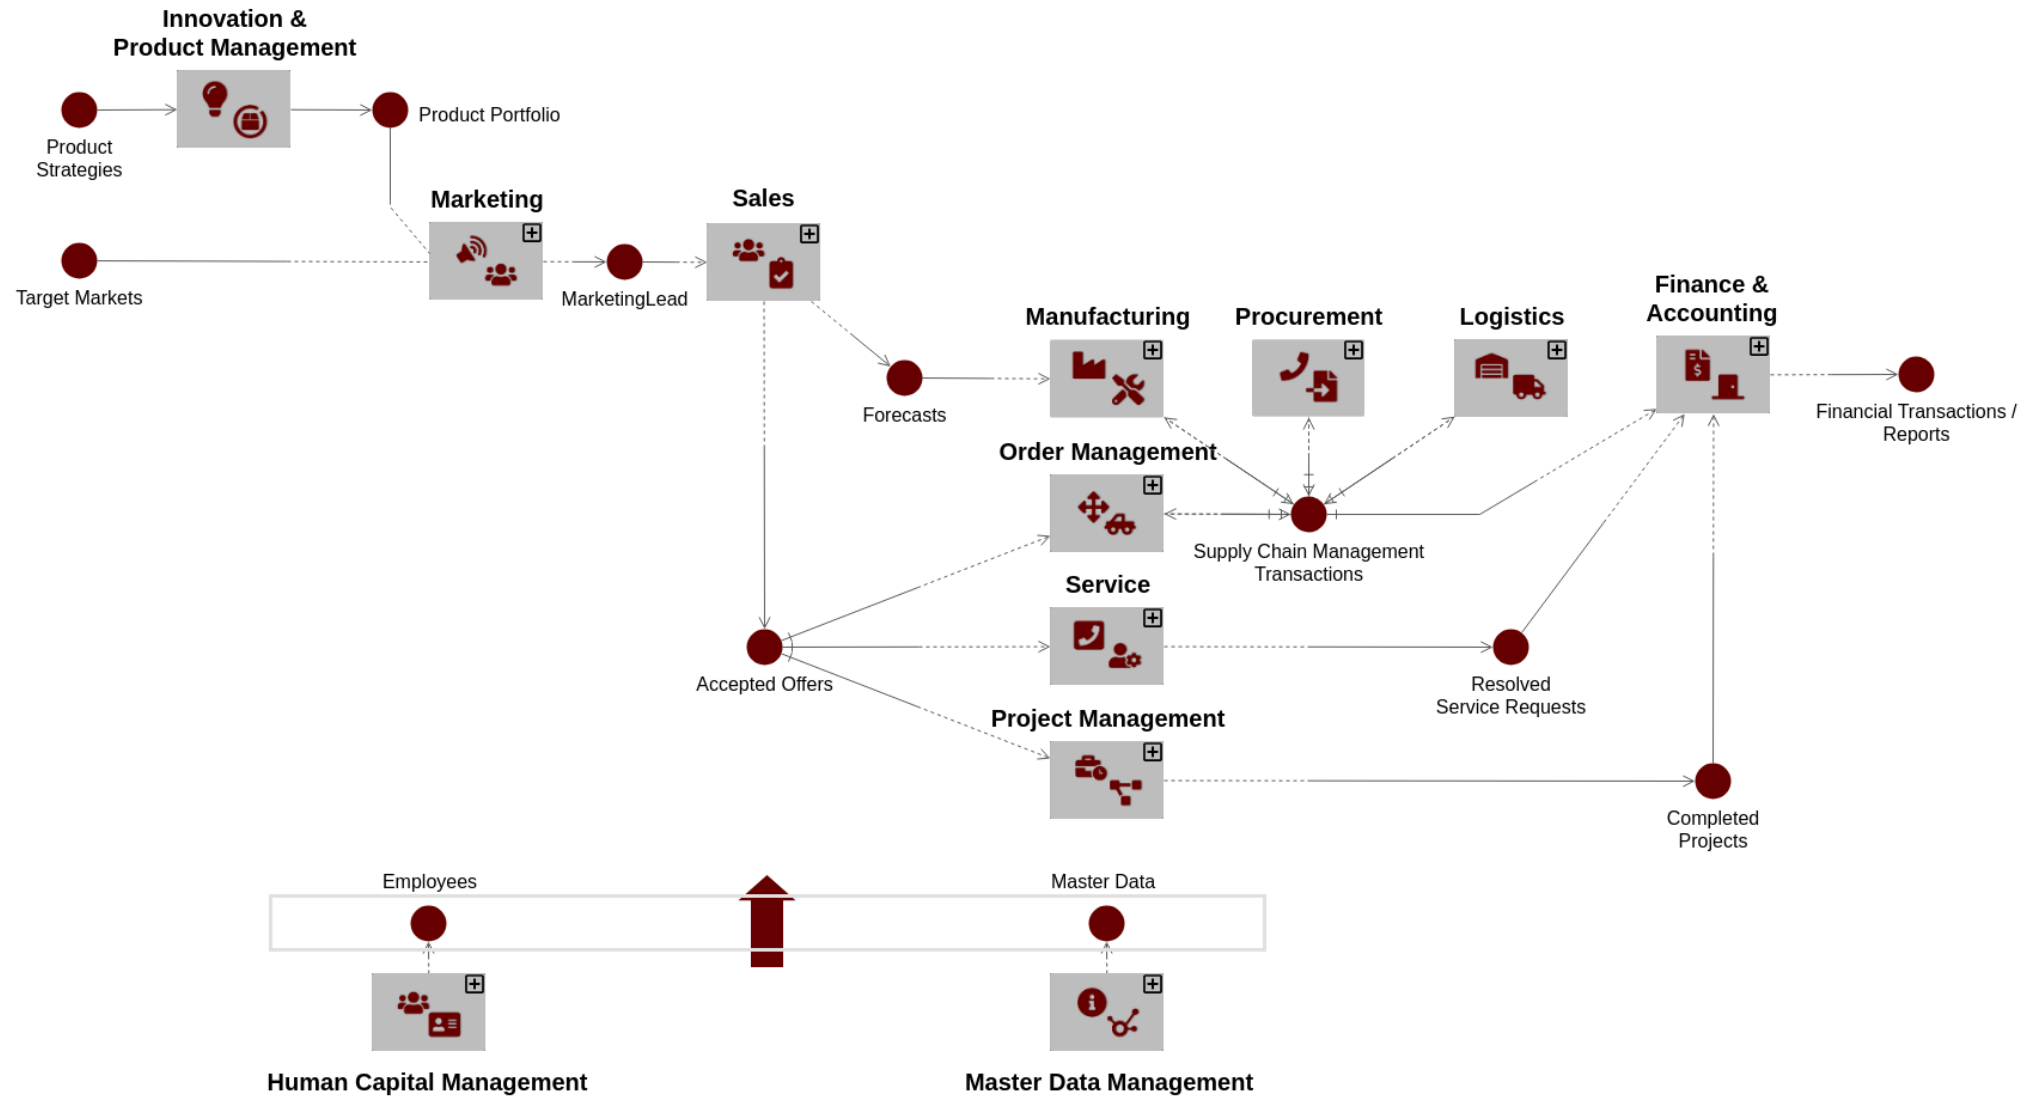 Innovation &
Product Management
Product Portfolio
Product
Strategies
Marketing
Sales
Target Markets
MarketingLead
Finance &
Accounting
Manufacturing
Procurement
Logistics
Forecasts
Financial Transactions /
Reports
Order Management
Supply Chain Management
Transactions
Service
Accepted Offers
Resolved
Service Requests
Project Management
Completed
Projects
Employees
Master Data
Human Capital Management
Master Data Management